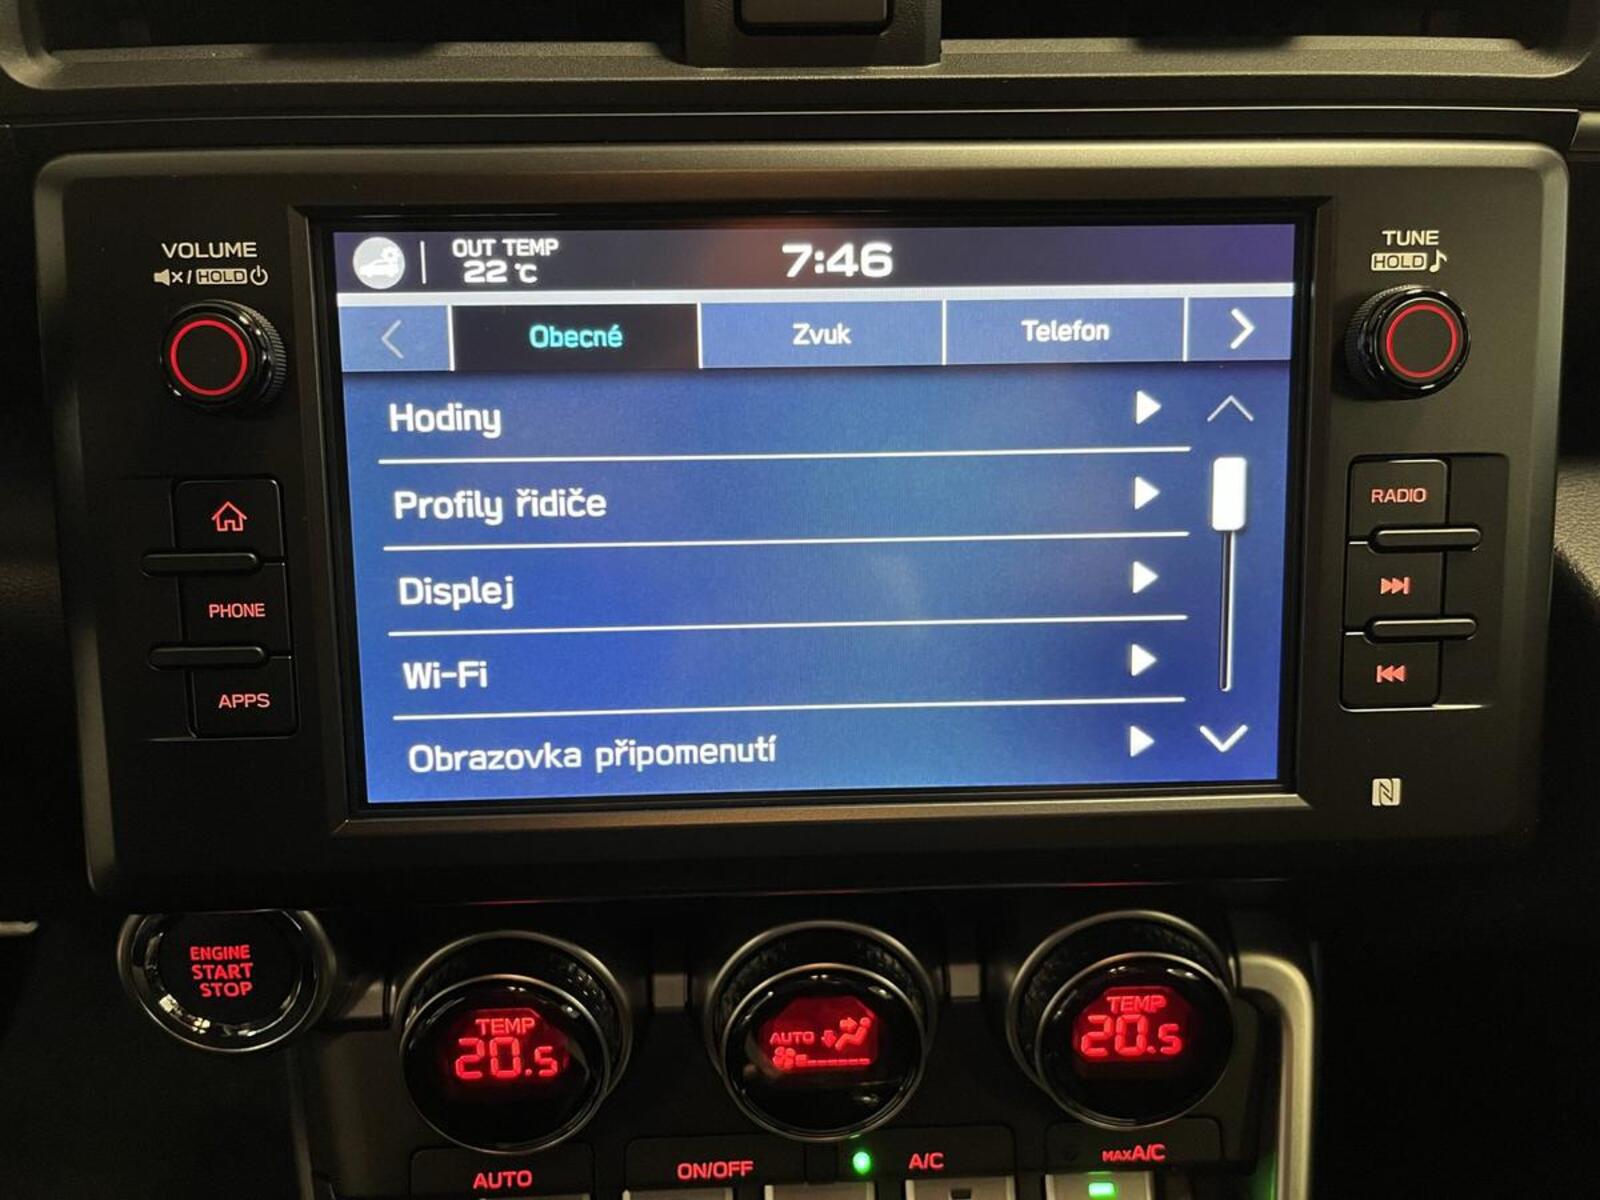 VOLUME
/ HOLD
TUNE
HOLD
OUT TEMP
22 °C
7:46
Obecné
Zvuk
Telefon
Hodiny
Profily řidiče
Displej
Wi-Fi
Obrazovka připomenutí
PHONE
APPS
RADIO
ENGINE
START
STOP
TEMP
20.5
AUTO
TEMP
20.5
AUTO
ON/OFF
A/C
MAX A/C